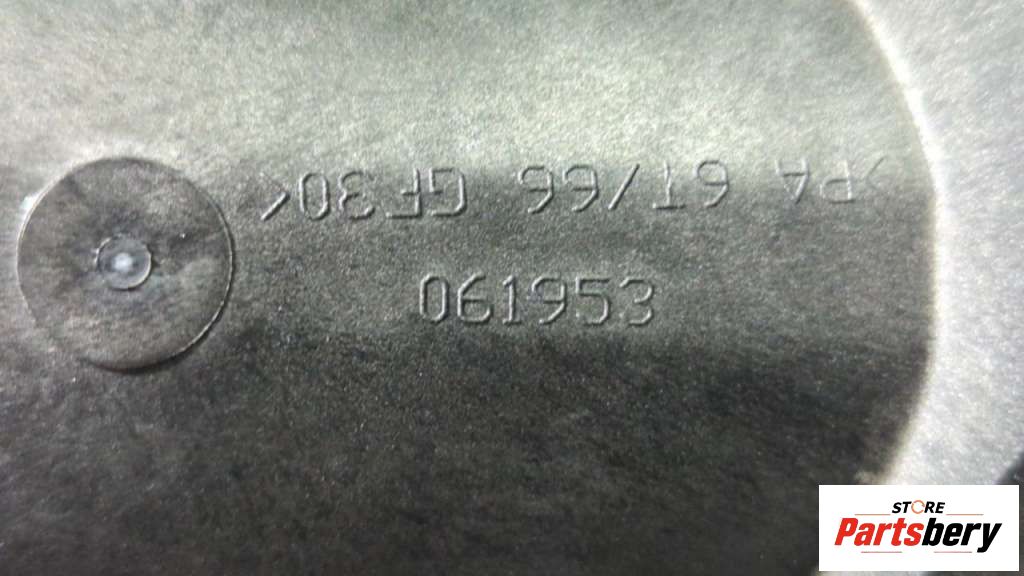 >PA 6T/66 GF30<
061953
STORE
Partsbery